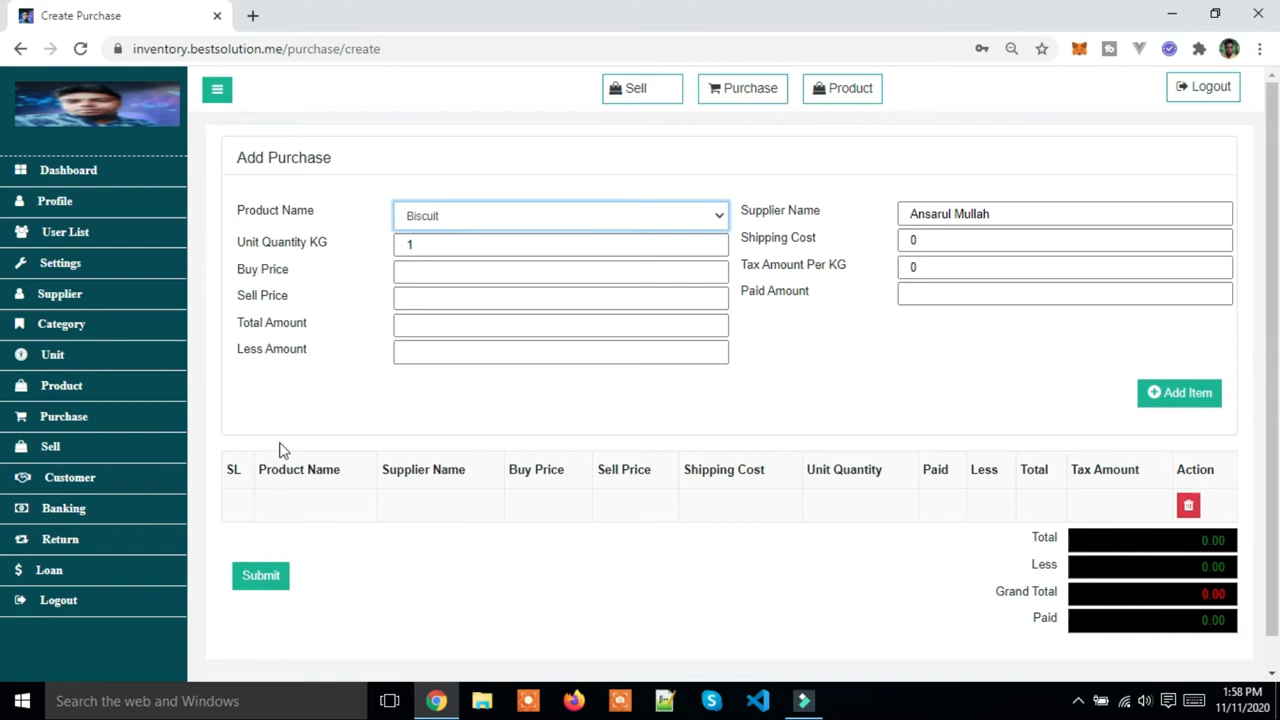 Create Purchase
inventory.bestsolution.me/purchase/create
Sell
Purchase
Product
Logout
Dashboard
Profile
User List
Settings
Supplier
Category
Unit
Product
Purchase
Sell
Customer
Banking
Return
Loan
Logout
Add Purchase
Product Name
Biscuit
Unit Quantity KG
1
Buy Price
Sell Price
Total Amount
Less Amount
Supplier Name
Ansarul Mullah
Shipping Cost
0
Tax Amount Per KG
0
Paid Amount
Add Item
SL Product Name Supplier Name Buy Price Sell Price Shipping Cost Unit Quantity Paid Less Total Tax Amount Action
Total 0.00
Less 0.00
Grand Total 0.00
Paid 0.00
Submit
Search the web and Windows
1:58 PM
11/11/2020